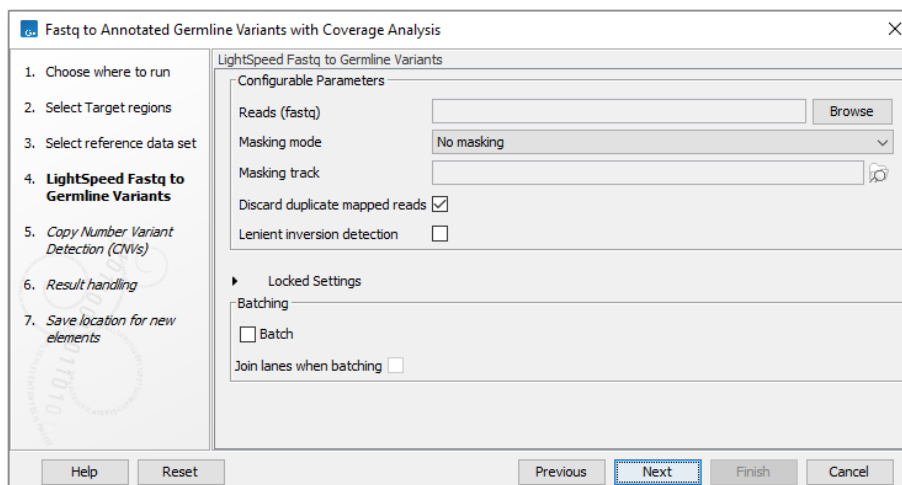 Fastq to Annotated Germline Variants with Coverage Analysis
1. Choose where to run
2. Select Target regions
3. Select reference data set
4. LightSpeed Fastq to
Germline Variants
5. Copy Number Variant
Detection (CNVs)
6. Result handling
7. Save location for new
elements
LightSpeed Fastq to Germline Variants
Configurable Parameters
Reads (fastq)
Browse
Masking mode
No masking
Masking track
Discard duplicate mapped reads
Lenient inversion detection
Locked Settings
Batching
Batch
Join lanes when batching
Help
Reset
Previous
Next
Finish
Cancel